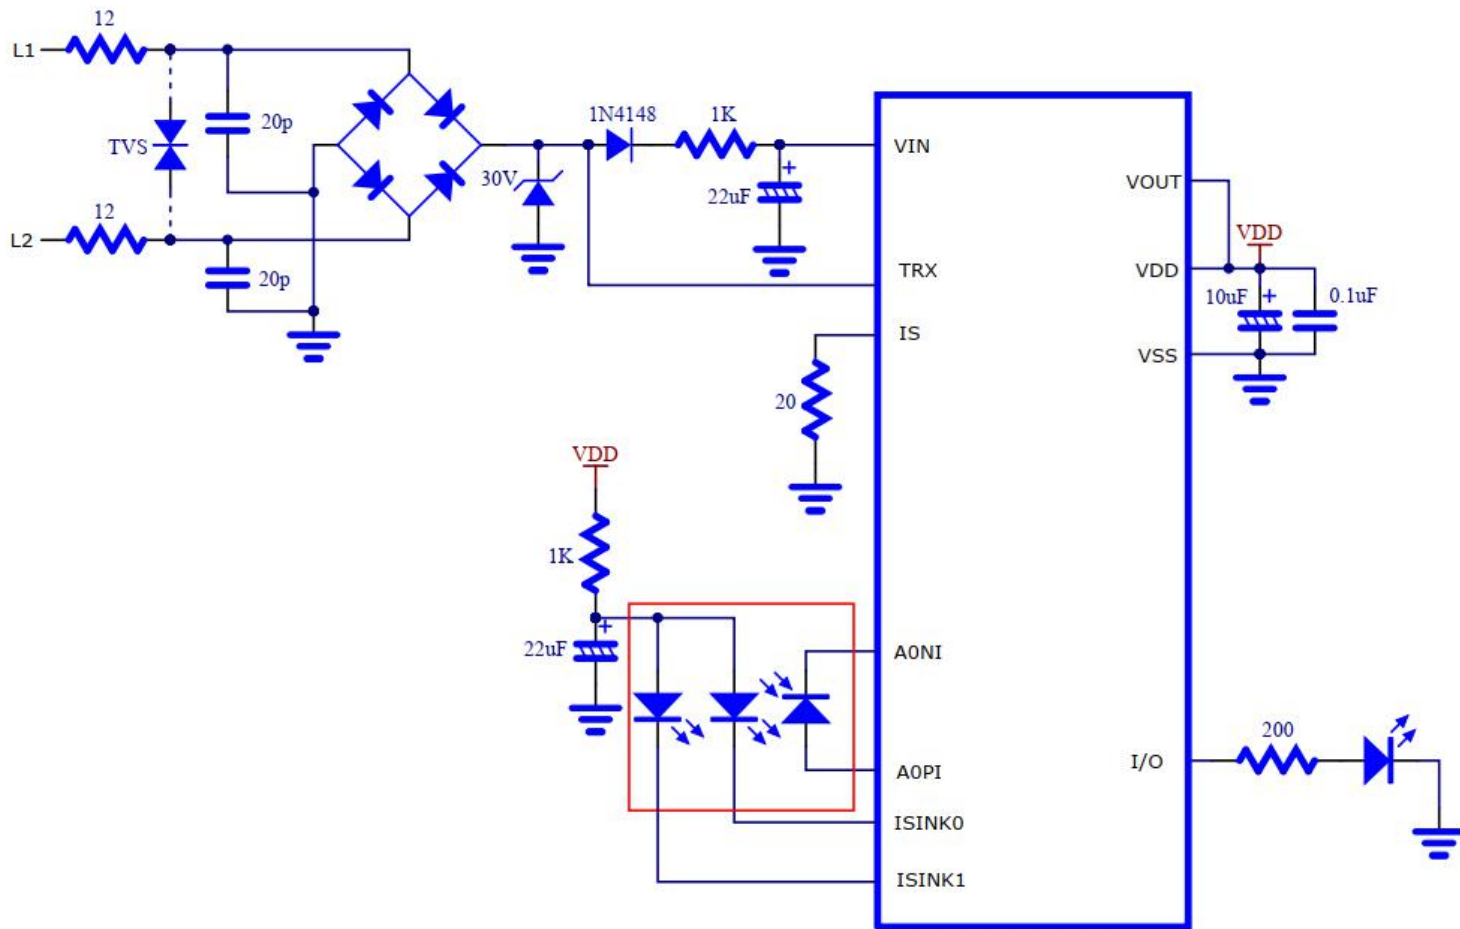 12
L1
TVS
20p
12
L2
20p
30V
1N4148
1K
+
22uF
VIN
TRX
IS
20
VOUT
VDD
VDD
10uF
+
0.1uF
VSS
VDD
1K
+
22uF
A0NI
A0PI
ISINK0
ISINK1
I/O
200